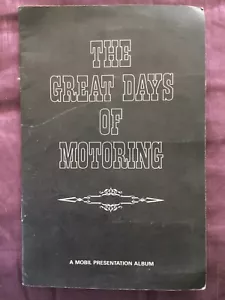 THE
GREAT DAYS
OF
MOTORING
A MOBIL PRESENTATION ALBUM